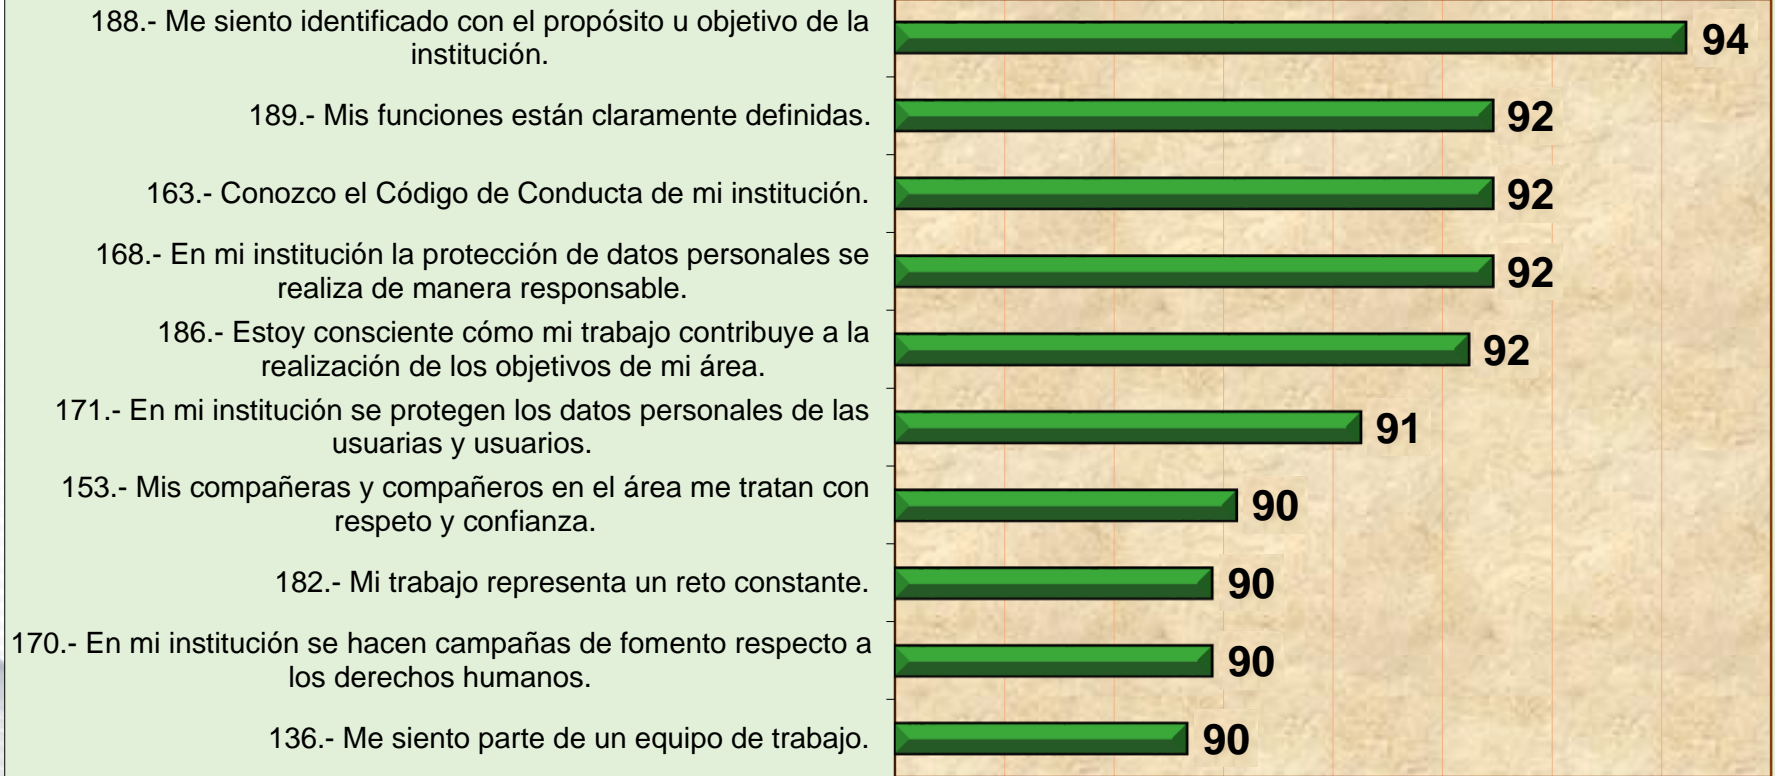 188.- Me siento identificado con el propósito u objetivo de la
institución.
94
189.- Mis funciones están claramente definidas.
92
163.- Conozco el Código de Conducta de mi institución.
92
168.- En mi institución la protección de datos personales se
realiza de manera responsable.
92
186.- Estoy consciente cómo mi trabajo contribuye a la
realización de los objetivos de mi área.
92
171.- En mi institución se protegen los datos personales de las
usuarias y usuarios.
91
153.- Mis compañeras y compañeros en el área me tratan con
respeto y confianza.
90
182.- Mi trabajo representa un reto constante.
90
170.- En mi institución se hacen campañas de fomento respecto a
los derechos humanos.
90
136.- Me siento parte de un equipo de trabajo.
90